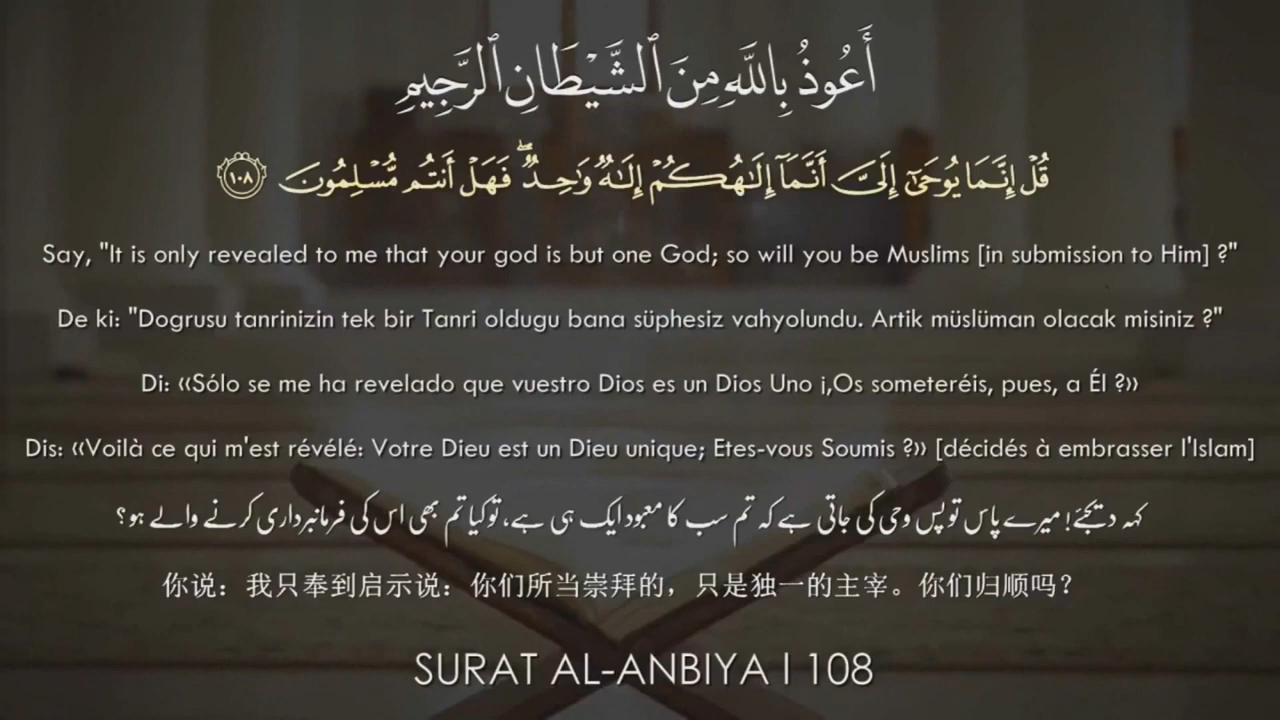 أَعُوذُ بِاللَّهِ مِنَ ٱلشَّيْطَانِ ٱلرَّجِيمِ
قُلْ إِنَّمَا يُوحَىٰٓ إِلَىَّ أَنَّمَآ إِلَٰهُكُمْ إِلَٰهٌ وَٰحِدٌ ۖ فَهَلْ أَنتُم مُّسْلِمُونَ ١٠٨
Say, "It is only revealed to me that your god is but one God; so will you be Muslims [in submission to Him] ?"
De ki: "Dogrusu tanrinizin tek bir Tanri oldugu bana süphesiz vahyolundu. Artik müslüman olacak misiniz ?"
Di: «Sólo se me ha revelado que vuestro Dios es un Dios Uno ¡,Os someteréis, pues, a Él ?»
Dis: «Voilà ce qui m'est révélé: Votre Dieu est un Dieu unique; Etes-vous Soumis ?» [décidés à embrasser l'Islam]
کہہ دیجئے! میرے پاس تو پس وحی کی جاتی ہے کہ تم سب کا معبود ایک ہی ہے، تو کیا تم بھی اس کی فرمانبرداری کرنے والے ہو؟
你说：我只奉到启示说：你们所当崇拜的，只是独一的主宰。你们归顺吗？
SURAT AL-ANBIYA I 108